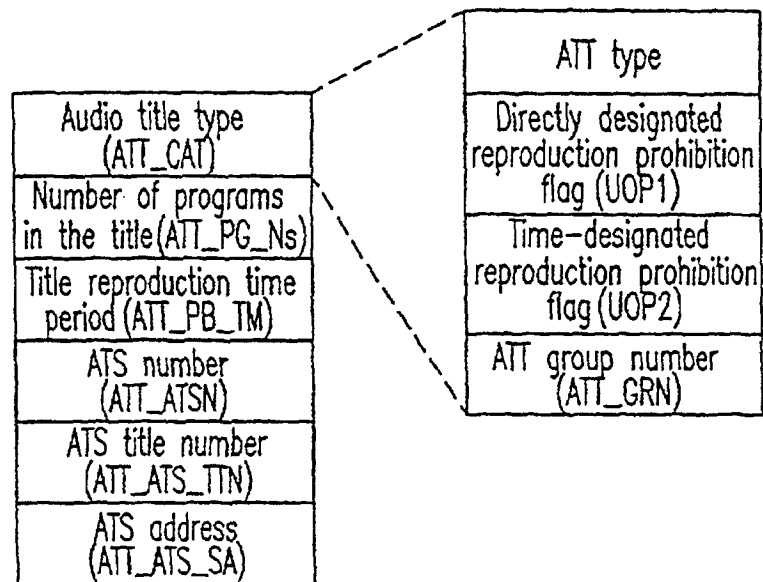 Audio title type
(ATT_CAT)
Number of programs
in the title(ATT_PG_Ns)
Title reproduction time
period(ATT_PB_TM)
ATS number
(ATT_ATSN)
ATS title number
(ATT_ATS_TTN)
ATS address
(ATT_ATS_SA)
ATT type
Directly designated
reproduction prohibition
flag(UOP1)
Time-designated
reproduction prohibition
flag(UOP2)
ATT group number
(ATT_GRN)